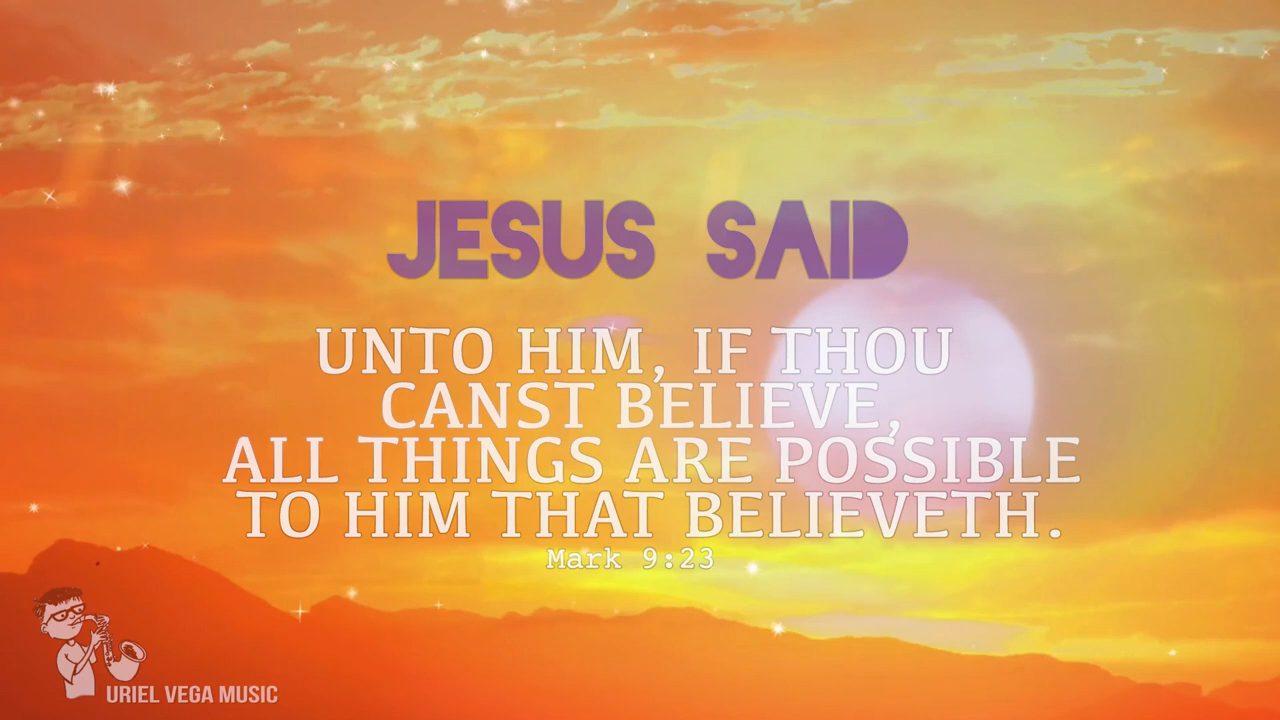 JESUS SAID
UNTO HIM, IF THOU
CANST BELIEVE,
ALL THINGS ARE POSSIBLE
TO HIM THAT BELIEVETH.
Mark 9:23
URIEL VEGA MUSIC